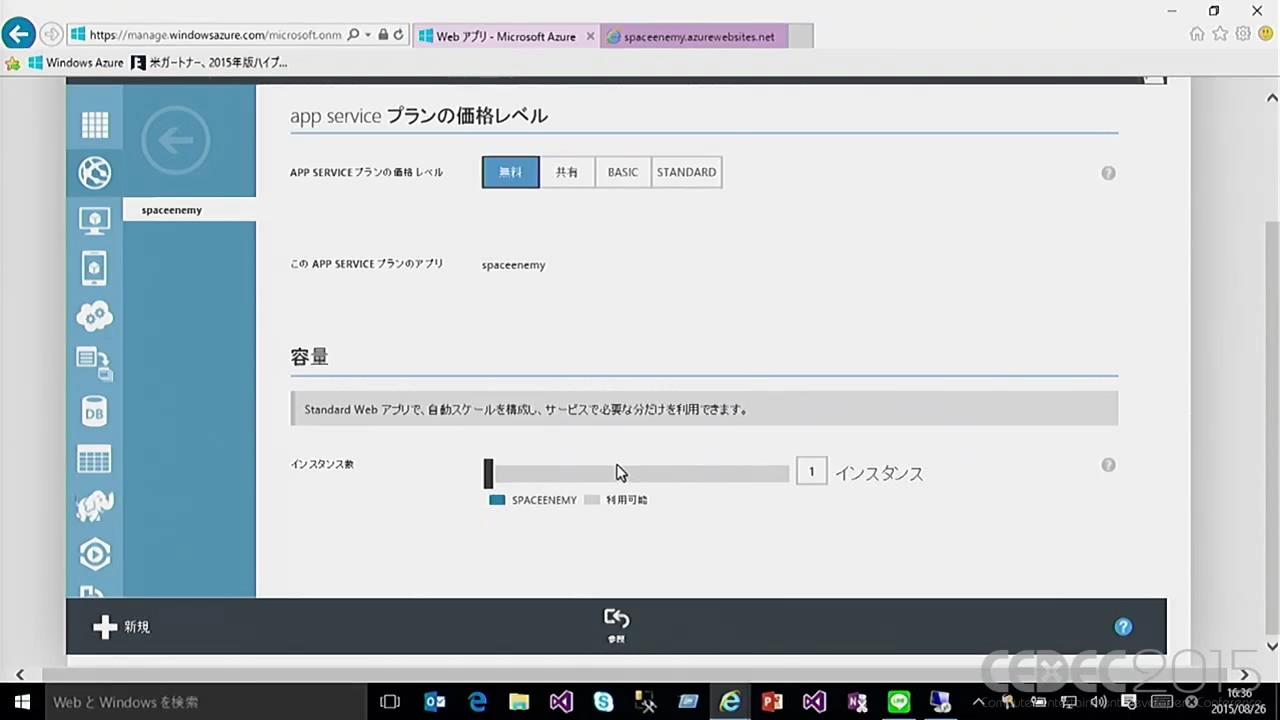 https://manage.windowsazure.com/microsoft.onm
Web アプリ - Microsoft Azure
spaceenemy.azurewebsites.net
Windows Azure
米ガートナー、2015年版ハイプ...
app service プランの価格レベル
APP SERVICE プランの価格レベル
無料
共有
BASIC
STANDARD
spaceenemy
この APP SERVICE プランのアプリ
spaceenemy
容量
Standard Web アプリで、自動スケールを構成し、サービスで必要な分だけを利用できます。
インスタンス数
1
インスタンス
SPACEENEMY
利用可能
DB
新規
参照
CEDEC2015
Web と Windows を検索
16:36
2015/08/26